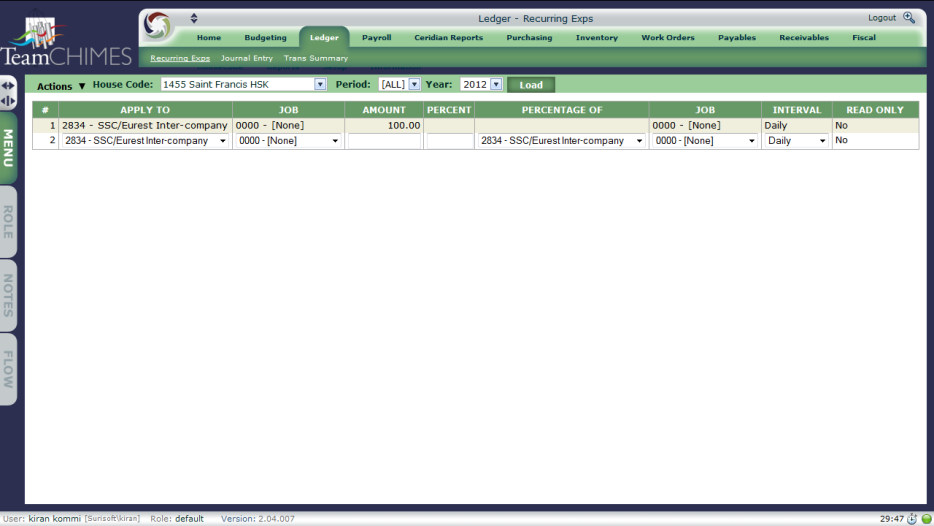 Ledger - Recurring Exps
Logout
Home Budgeting Ledger Payroll Ceridian Reports Purchasing Inventory Work Orders Payables Receivables Fiscal
TeamCHIMES
Recurring Exps Journal Entry Trans Summary
Actions ▼ House Code: 1455 Saint Francis HSK Period: [ALL] Year: 2012 Load
# APPLY TO JOB AMOUNT PERCENT PERCENTAGE OF JOB INTERVAL READ ONLY
1 2834 - SSC/Eurest Inter-company 0000 - [None] 100.00 0000 - [None] Daily No
2 2834 - SSC/Eurest Inter-company 0000 - [None] 2834 - SSC/Eurest Inter-company 0000 - [None] Daily No
MENU
ROLE
NOTES
FLOW
User: kiran kommi [Surisoft\kiran] Role: default Version: 2.04.007 29:47